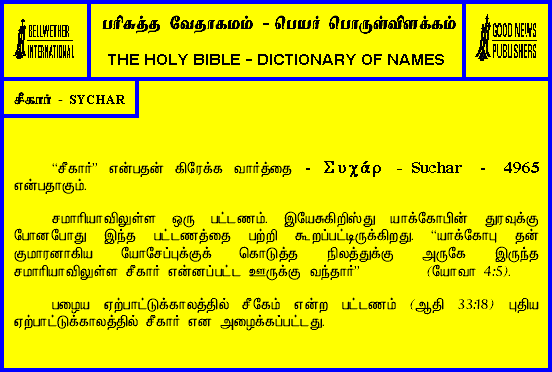 BELLWETHER
INTERNATIONAL
பரிசுத்த வேதாகமம் - பெயர் பொருள்விளக்கம்
THE HOLY BIBLE - DICTIONARY OF NAMES
GOOD NEWS
PUBLISHERS
சீகார் - SYCHAR
“சீகார்” என்பதன் கிரேக்க வார்த்தை - Συχάρ - Suchar - 4965
என்பதாகும்.
சமாரியாவிலுள்ள ஒரு பட்டணம். இயேசுகிறிஸ்து யாக்கோபின் துரவுக்கு
போனபோது இந்த பட்டணத்தை பற்றி கூறப்பட்டிருக்கிறது. “யாக்கோபு தன்
குமாரனாகிய யோசேப்புக்குக் கொடுத்த நிலத்துக்கு அருகே இருந்த
சமாரியாவிலுள்ள சீகார் என்னப்பட்ட ஊருக்கு வந்தார்” (யோவா 4:5).
பழைய ஏற்பாட்டுக்காலத்தில் சீகேம் என்ற பட்டணம் (ஆதி 33:18) புதிய
ஏற்பாட்டுக்காலத்தில் சீகார் என அழைக்கப்பட்டது.